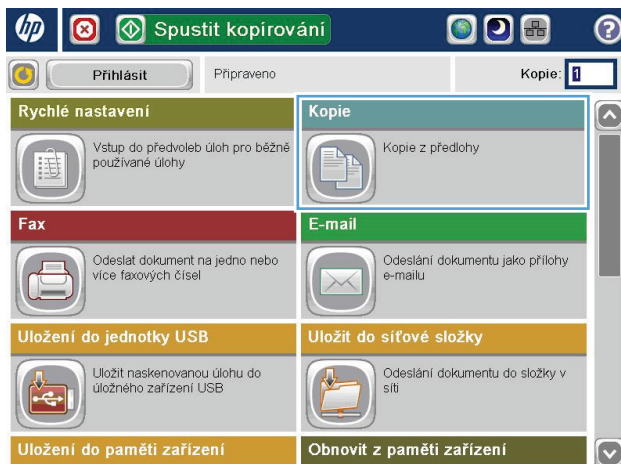 hp
Spustit kopírování
?
Přihlásit
Připraveno
Kopie: 1
Rychlé nastavení
Vstup do předvoleb úloh pro běžně
používané úlohy
Kopie
Kopie z předlohy
Fax
Odeslat dokument na jedno nebo
více faxových čísel
E-mail
Odeslání dokumentu jako přílohy
e-mailu
Uložení do jednotky USB
Uložit naskenovanou úlohu do
úložného zařízení USB
Uložit do síťové složky
Odeslání dokumentu do složky v
síti
Uložení do paměti zařízení
Obnovit z paměti zařízení